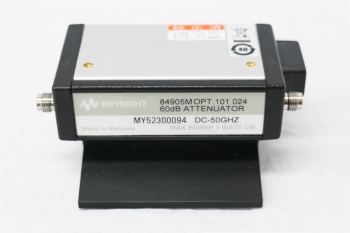 KEYSIGHT
84905M OPT 101 024
60dB ATTENUATOR
MY52300094 DC-50GHZ
Made in Malaysia
MAX POWER 1 WATT CW